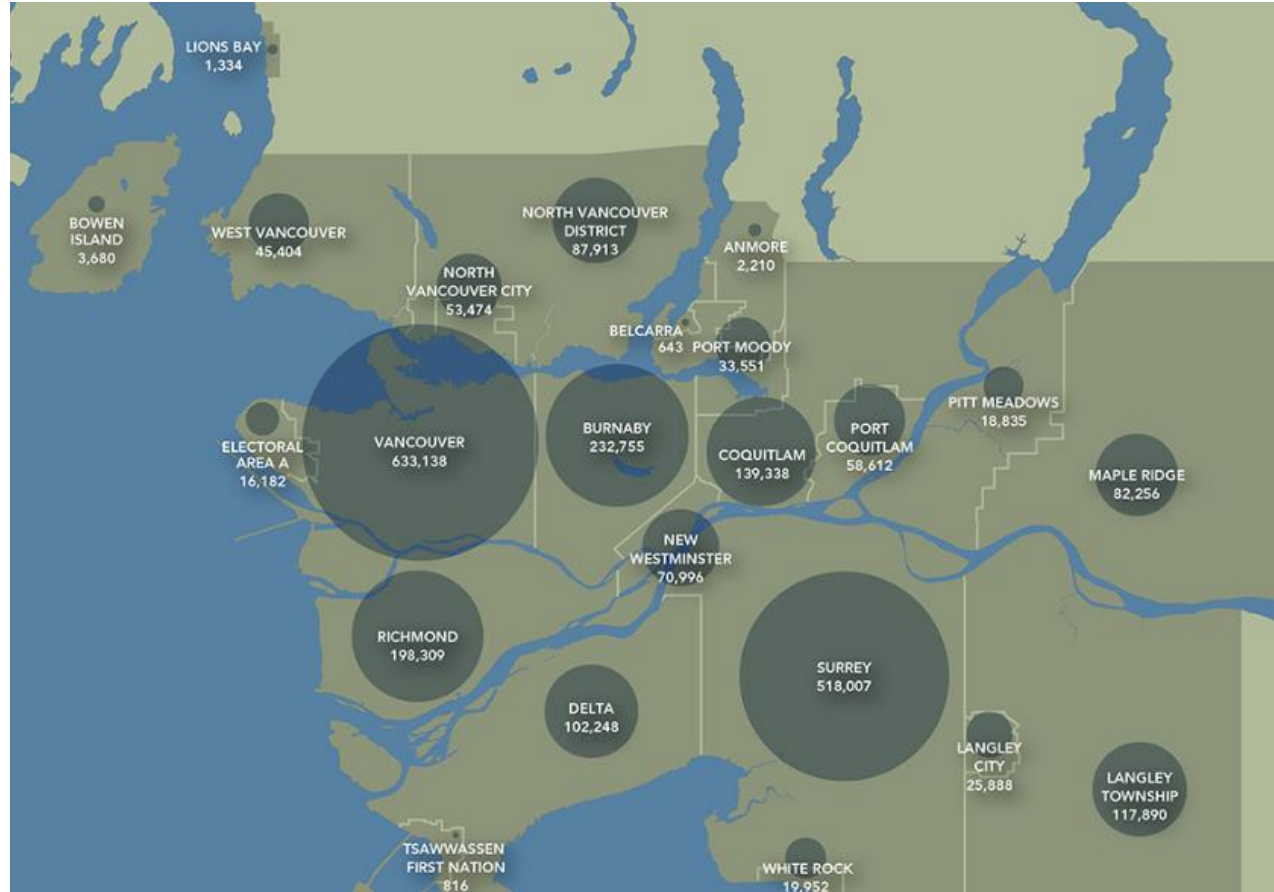 LIONS BAY
1,334
BOWEN
ISLAND
3,680
WEST VANCOUVER
45,404
NORTH VANCOUVER
DISTRICT
87,913
ANMORE
2,210
NORTH
VANCOUVER CITY
53,474
BELCARRA
643
PORT MOODY
33,551
PITT MEADOWS
18,835
ELECTORAL
AREA A
16,182
VANCOUVER
633,138
BURNABY
232,755
COQUITLAM
139,338
PORT
COQUITLAM
58,612
MAPLE RIDGE
82,256
NEW
WESTMINSTER
70,996
RICHMOND
198,309
SURREY
518,007
DELTA
102,248
LANGLEY
CITY
25,888
LANGLEY
TOWNSHIP
117,890
TSAWWASSEN
FIRST NATION
816
WHITE ROCK
19,952